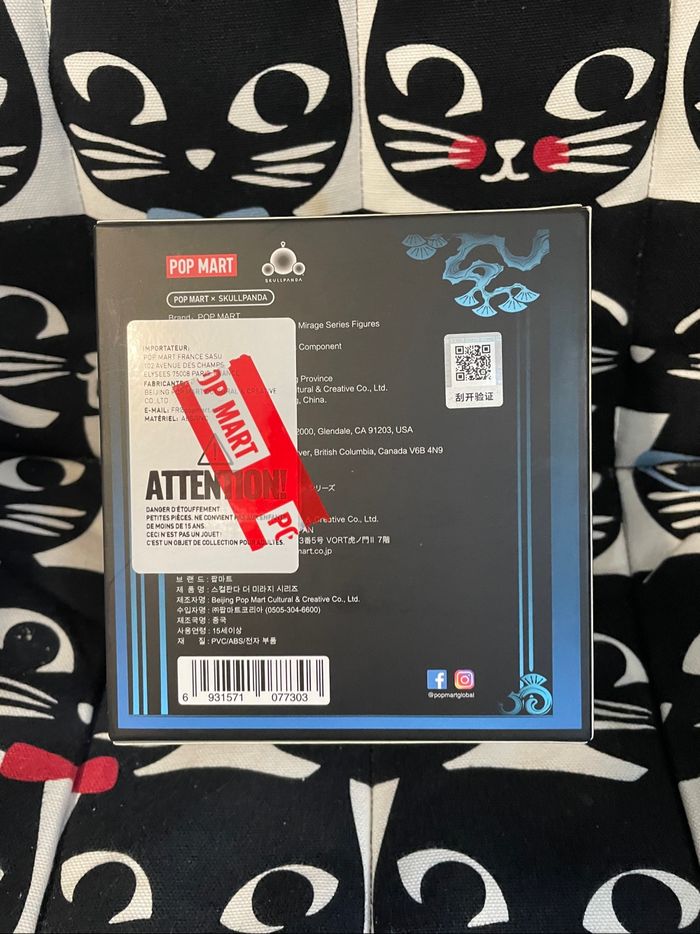 POP MART
SKULLPANDA
POP MART × SKULLPANDA
Brand: POP MART
Mirage Series Figures
Component
Province
tural & Creative Co., Ltd.
g, China.
刮开验证
2000, Glendale, CA 91203, USA
ver, British Columbia, Canada V6B 4N9
リーズ
IMPORTATEUR:
POP MART FRANCE SASU
102 AVENUE DES CHAMPS
ELYSEES 75008 PARIS
FABRICANT:
BEIJING
CO.,LTD.
E-MAIL:
MATÉRIEL:
OP MART
ATTENTION!
DANGER D'ÉTOUFFEMENT
PETITES PIÈCES. NE CONVIENT PAS
DE MOINS DE 15 ANS.
CECI N'EST PAS UN JOUET!
C'EST UN OBJET DE COLLECTION POUR ADULTES.
Creative Co., Ltd.
3番5号 VORT虎ノ門II 7階
mart.co.jp
브 랜 드 : 팝마트
제 품 명 : 스컬판다 더 미라지 시리즈
제조자명 : Beijing Pop Mart Cultural & Creative Co., Ltd.
수입자명 : ㈜팝마트코리아 (0505-304-6600)
제조국명 : 중국
사용연령 : 15세이상
재 질 : PVC/ABS/전자 부품
6 931571 077303
@popmartglobal